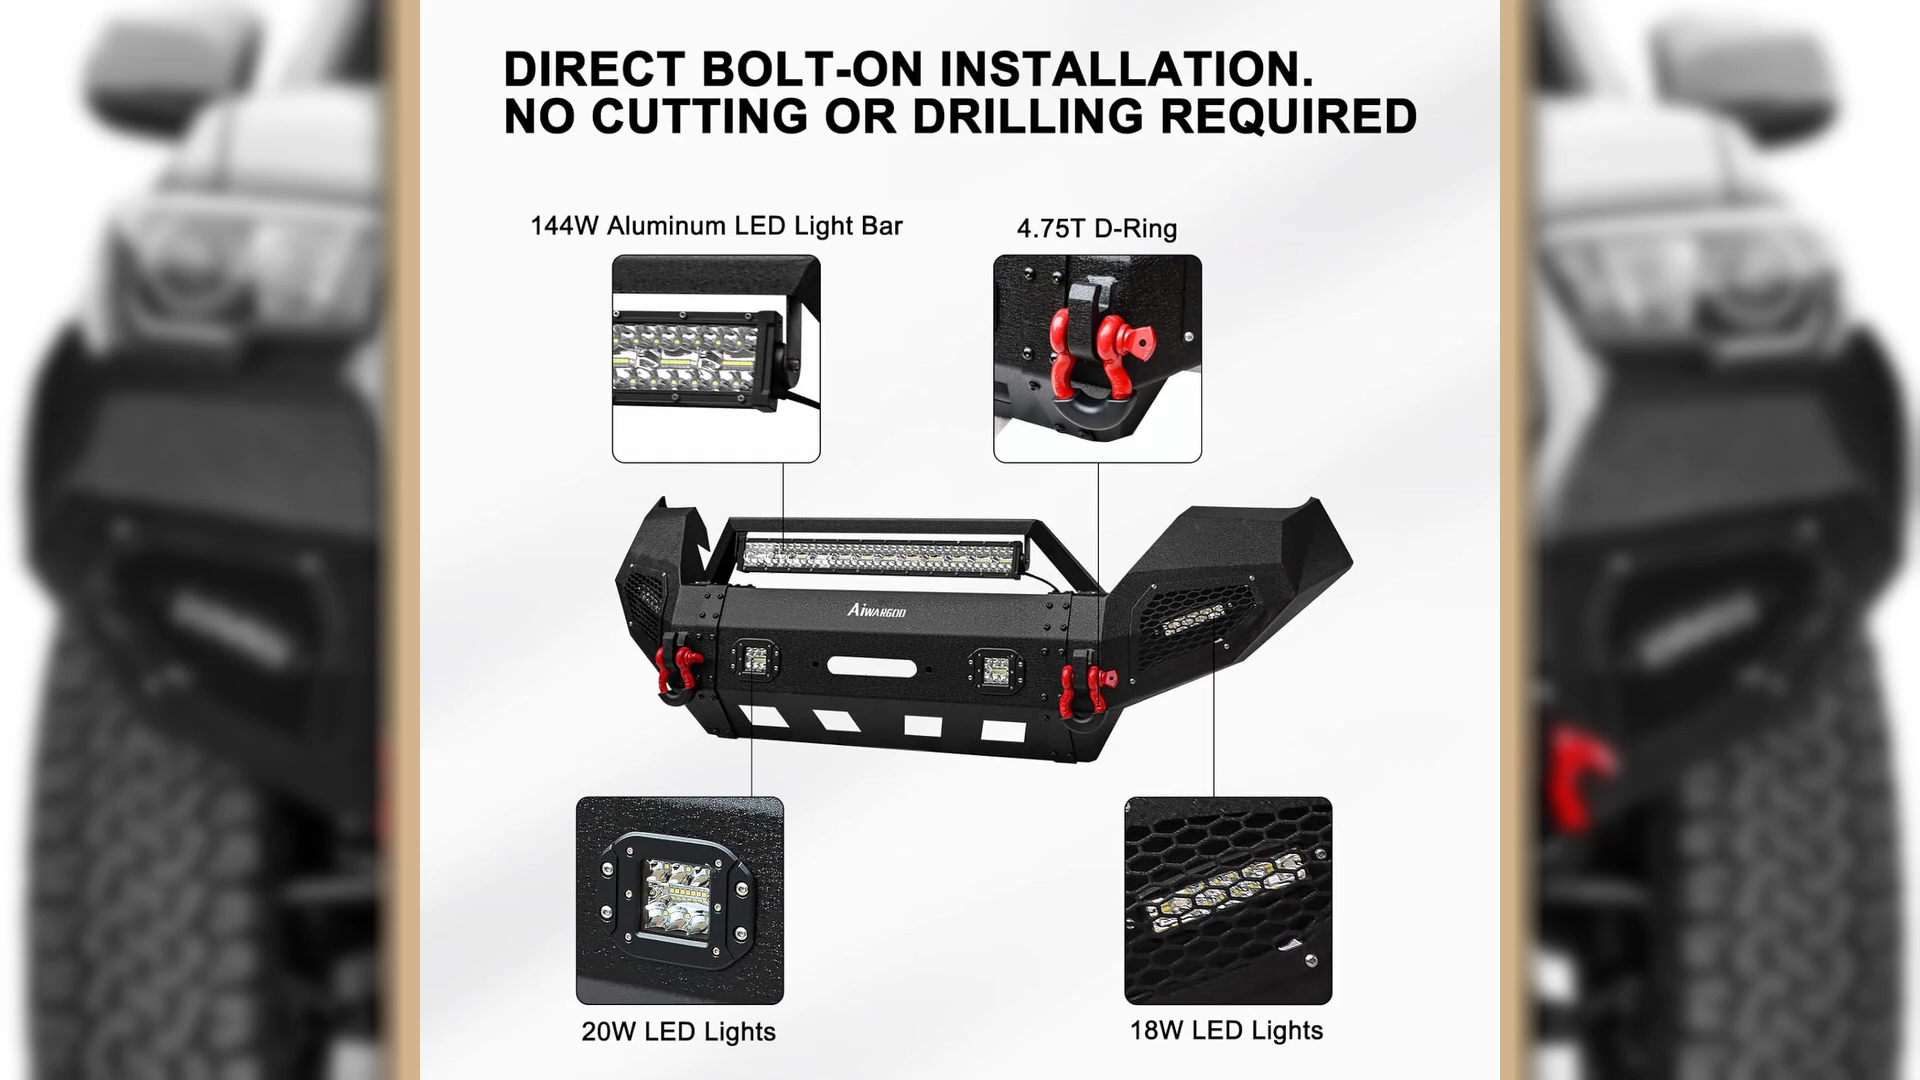 DIRECT BOLT-ON INSTALLATION.
NO CUTTING OR DRILLING REQUIRED
144W Aluminum LED Light Bar
4.75T D-Ring
AIWARGOD
20W LED Lights
18W LED Lights